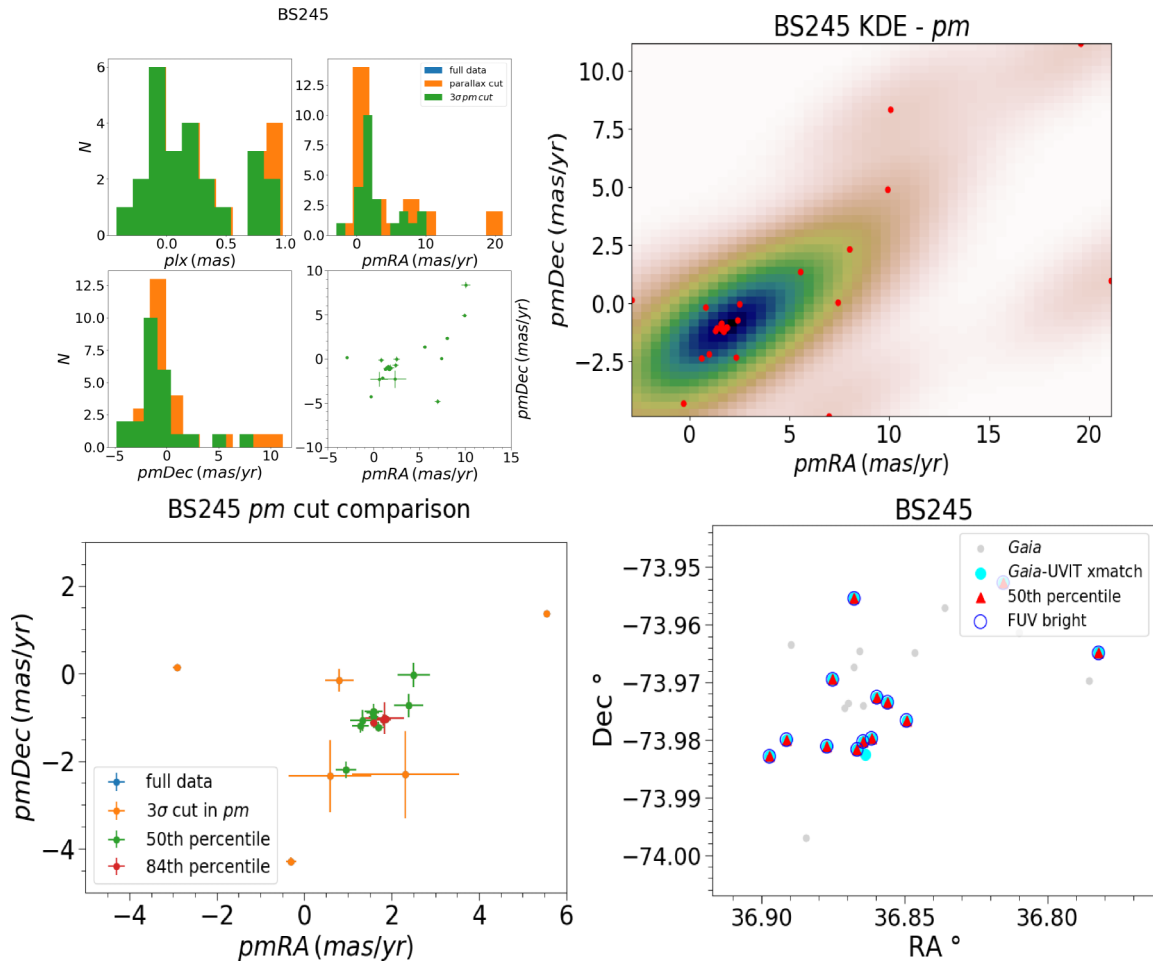 BS245
6
4
2
0
N
0.0
0.5
1.0
plx (mas)
12.5
10.0
7.5
5.0
2.5
0.0
full data
parallax cut
3σ pm cut
0
10
20
pmRA (mas/yr)
12.5
10.0
7.5
5.0
2.5
0.0
N
−5
0
5
10
pmDec (mas/yr)
10
5
0
−5
−10
−5
0
5
10
15
pmRA (mas/yr)
pmDec (mas/yr)
BS245 KDE - pm
10.0
7.5
5.0
2.5
0.0
−2.5
pmDec (mas/yr)
0
5
10
15
20
pmRA (mas/yr)
BS245 pm cut comparison
2
0
−2
−4
pmDec (mas/yr)
full data
3σ cut in pm
50th percentile
84th percentile
−4
−2
0
2
4
6
pmRA (mas/yr)
BS245
Gaia
Gaia-UVIT xmatch
50th percentile
FUV bright
−73.95
−73.96
−73.97
−73.98
−73.99
−74.00
Dec °
36.90
36.85
36.80
RA °